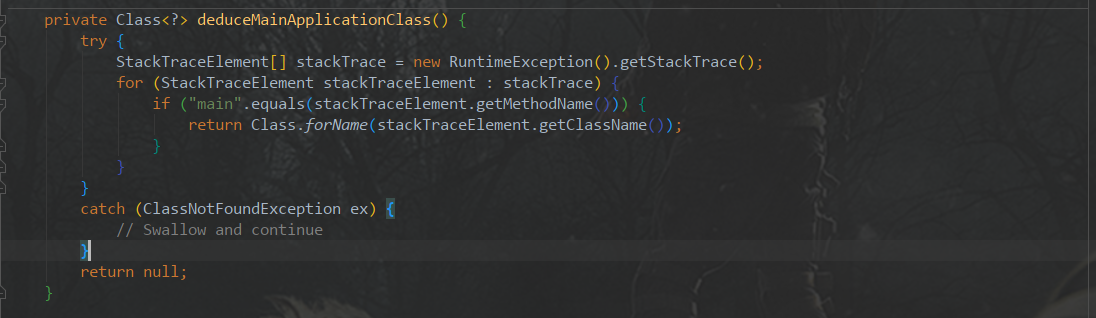 private Class<?> deduceMainApplicationClass() {
try {
StackTraceElement[] stackTrace = new RuntimeException().getStackTrace();
for (StackTraceElement stackTraceElement : stackTrace) {
if ("main".equals(stackTraceElement.getMethodName())) {
return Class.forName(stackTraceElement.getClassName());
}
}
}
catch (ClassNotFoundException ex) {
// Swallow and continue
}
return null;
}